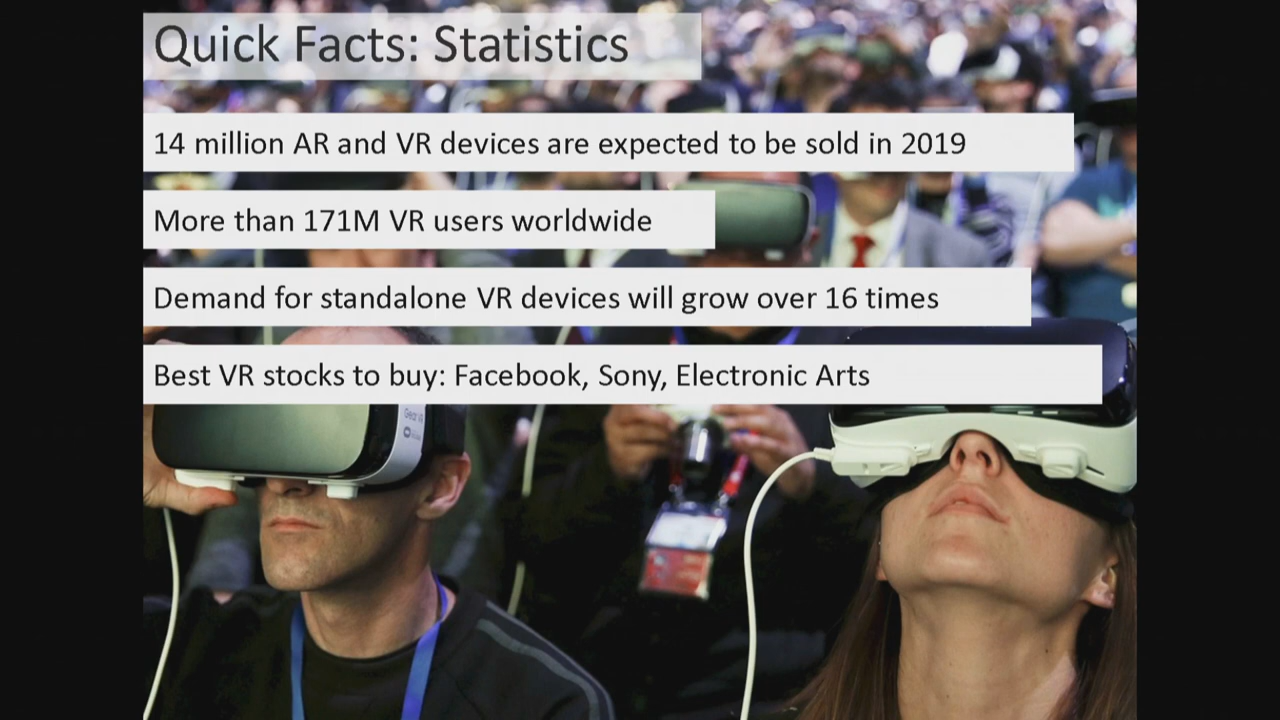 Quick Facts: Statistics
14 million AR and VR devices are expected to be sold in 2019
More than 171M VR users worldwide
Demand for standalone VR devices will grow over 16 times
Best VR stocks to buy: Facebook, Sony, Electronic Arts
Gear VR